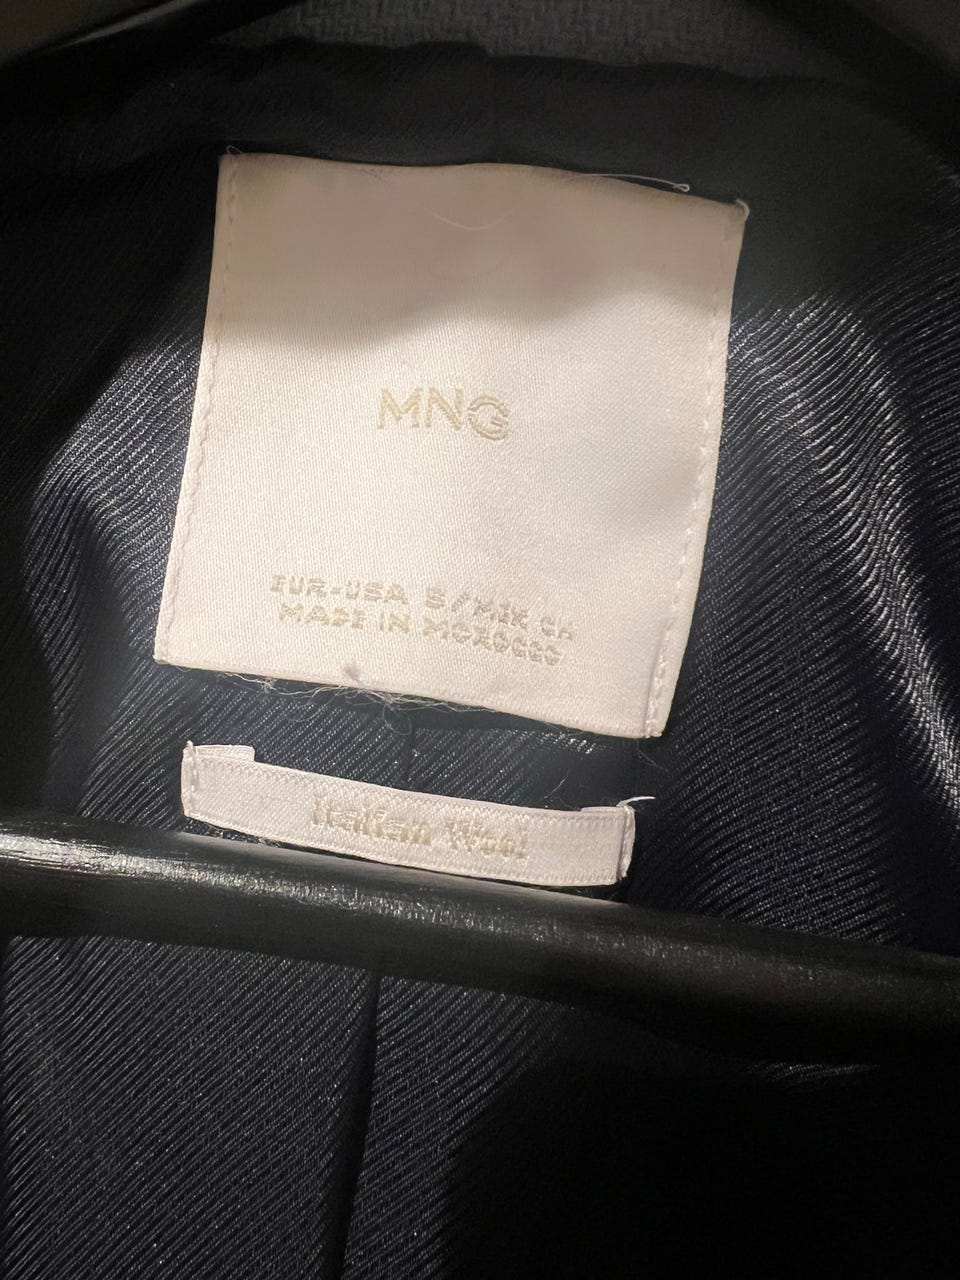 MNG
EUR-USA S/MEX CH
MADE IN MOROCCO
Italian Wool